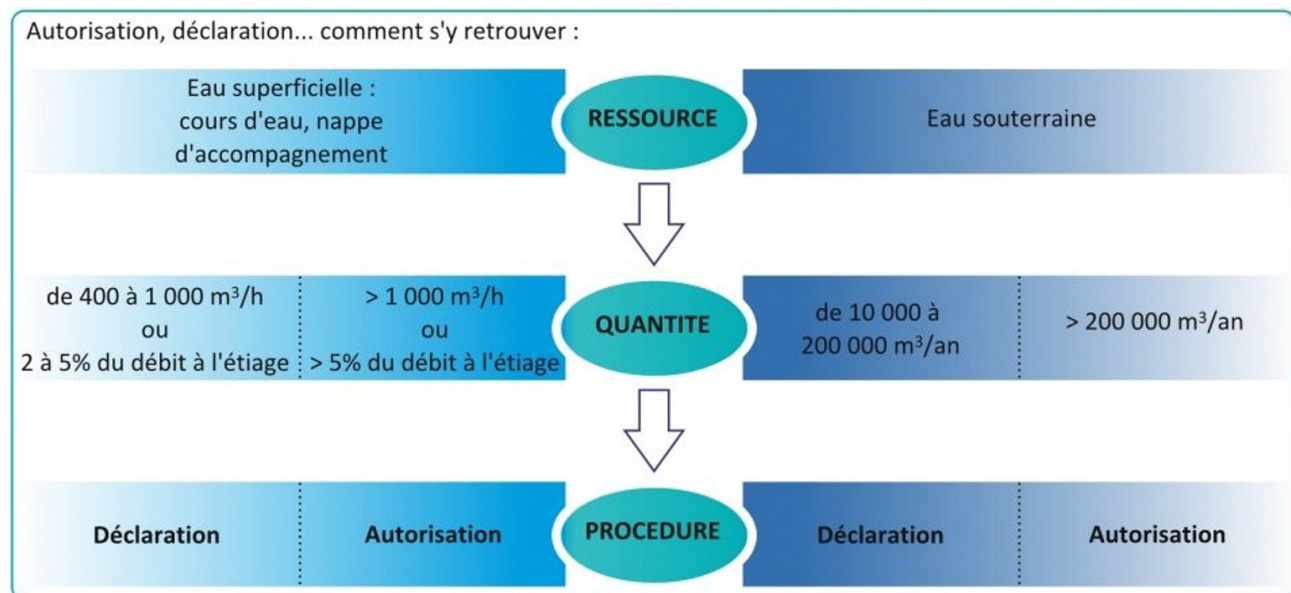 Autorisation, déclaration... comment s'y retrouver :
Eau superficielle :
cours d'eau, nappe
d'accompagnement
RESSOURCE
Eau souterraine
de 400 à 1 000 m³/h
ou
2 à 5% du débit à l'étiage
> 1 000 m³/h
ou
> 5% du débit à l'étiage
QUANTITE
de 10 000 à
200 000 m³/an
> 200 000 m³/an
Déclaration
Autorisation
PROCEDURE
Déclaration
Autorisation